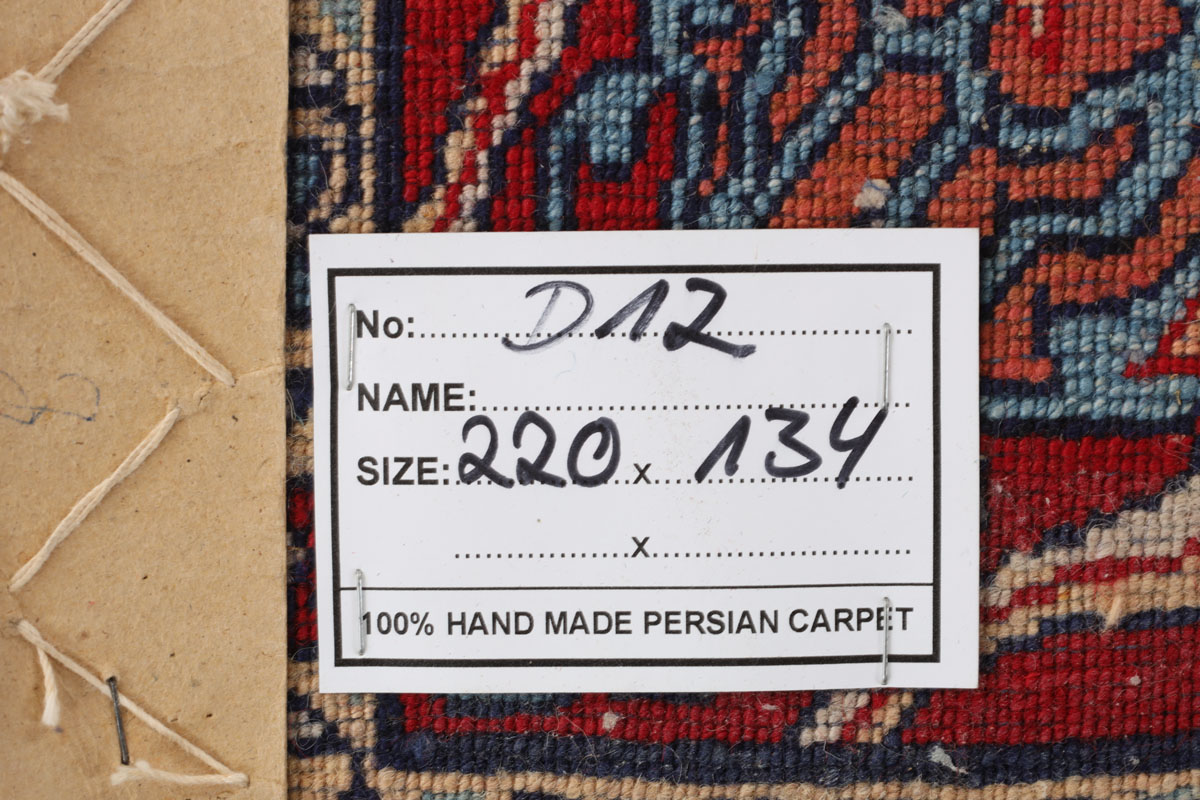 No: D12
NAME:
SIZE: 220 x 134
x
100% HAND MADE PERSIAN CARPET